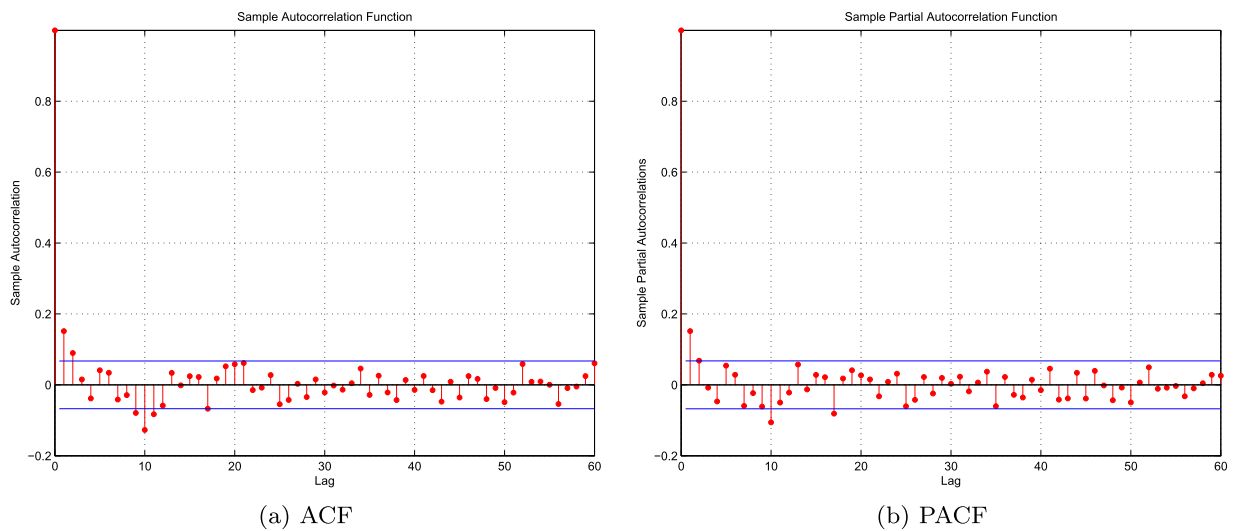 Sample Autocorrelation Function
Sample Autocorrelation
0.8
0.6
0.4
0.2
0
−0.2
0 10 20 30 40 50 60
Lag
(a) ACF
Sample Partial Autocorrelation Function
Sample Partial Autocorrelations
0.8
0.6
0.4
0.2
0
−0.2
0 10 20 30 40 50 60
Lag
(b) PACF